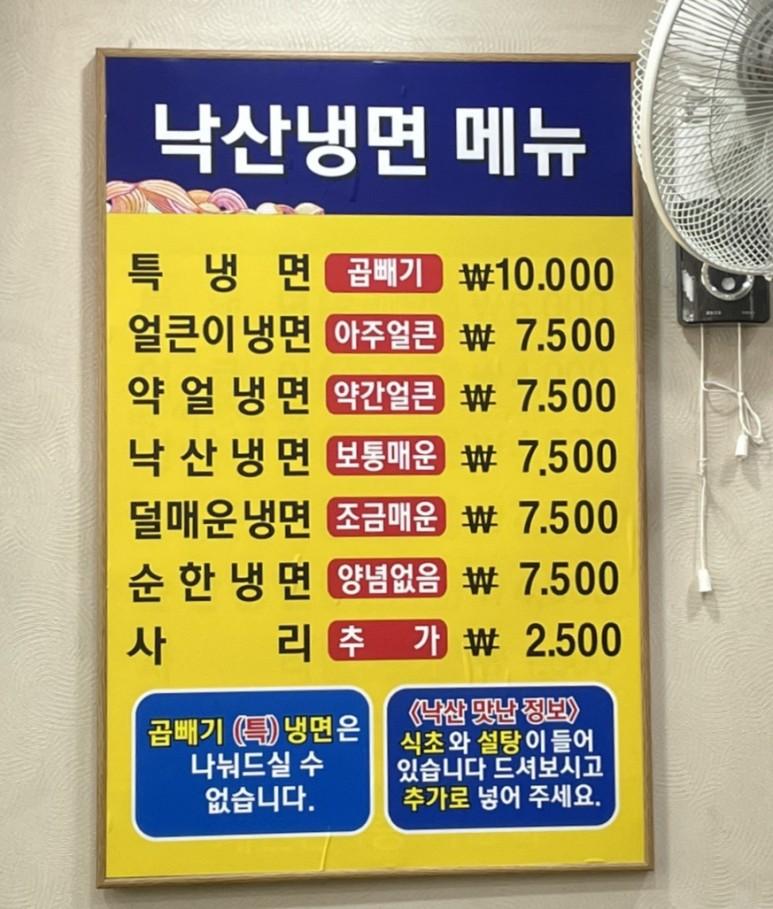 낙산냉면 메뉴
특 냉 면 곱빼기 ₩10.000
얼큰이냉면 아주얼큰 ₩ 7.500
약 얼 냉 면 약간얼큰 ₩ 7.500
낙 산 냉 면 보통매운 ₩ 7.500
덜매운냉면 조금매운 ₩ 7.500
순 한 냉 면 양념없음 ₩ 7.500
사 리 추 가 ₩ 2.500
곱빼기 (특)냉면은
나눠드실 수
없습니다.
〈낙산 맛난 정보〉
식초와 설탕이 들어
있습니다 드셔보시고
추가로 넣어 주세요.